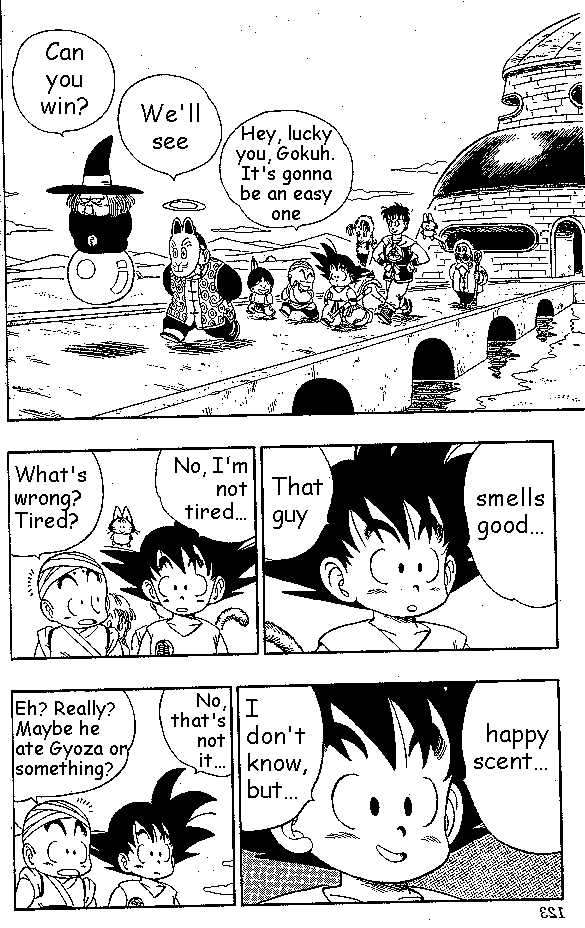 Can
you
win?
We'll
see
Hey, lucky
you, Gokuh.
It's gonna
be an easy
one
What's
wrong?
Tired?
No, I'm
not
tired...
That
guy
smells
good...
Eh? Really?
Maybe he
ate Gyoza or
something?
No,
that's
not
it...
I
don't
know,
but...
happy
scent...
123